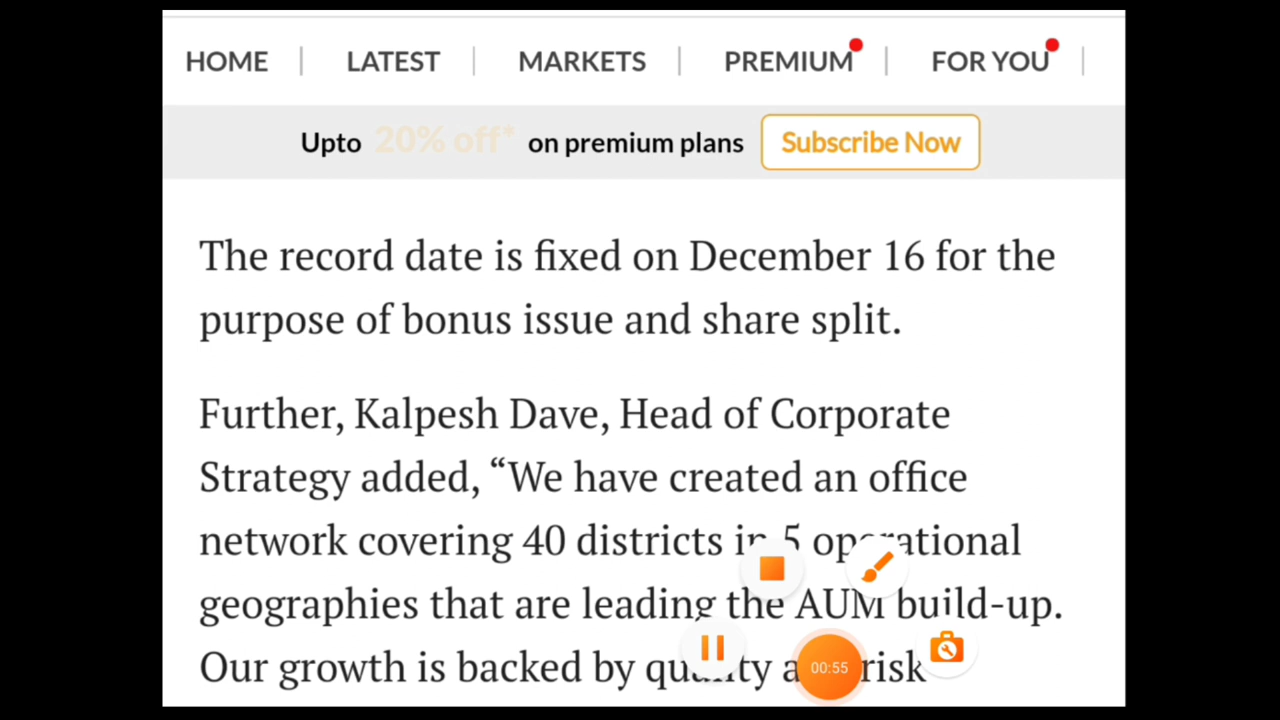 HOME | LATEST | MARKETS | PREMIUM | FOR YOU |
Upto 20% off* on premium plans Subscribe Now
The record date is fixed on December 16 for the
purpose of bonus issue and share split.
Further, Kalpesh Dave, Head of Corporate
Strategy added, “We have created an office
network covering 40 districts in 5 operational
geographies that are leading the AUM build-up.
Our growth is backed by quality risk
00:55